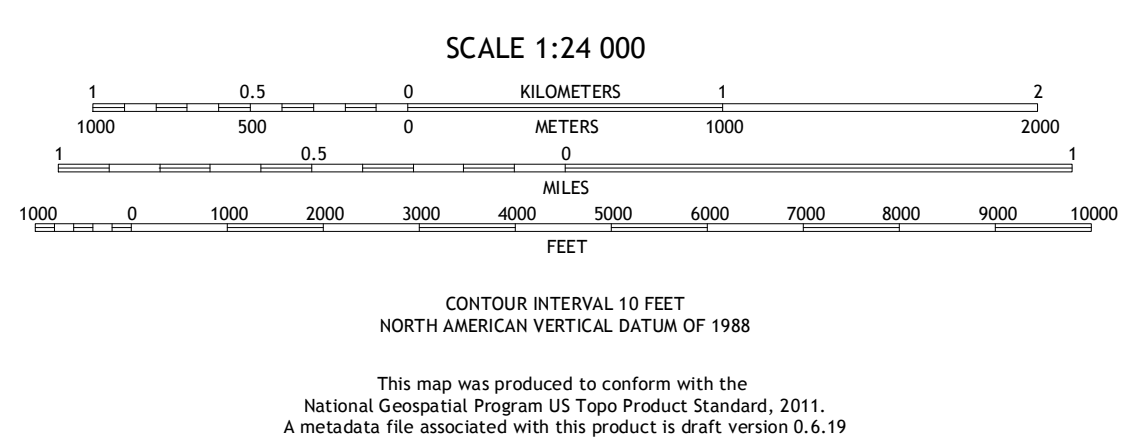 SCALE 1:24 000
1 0.5 0 KILOMETERS 1 2
1000 500 0 METERS 1000 2000
1 0.5 0 1
MILES
1000 0 1000 2000 3000 4000 5000 6000 7000 8000 9000 10000
FEET
CONTOUR INTERVAL 10 FEET
NORTH AMERICAN VERTICAL DATUM OF 1988
This map was produced to conform with the
National Geospatial Program US Topo Product Standard, 2011.
A metadata file associated with this product is draft version 0.6.19